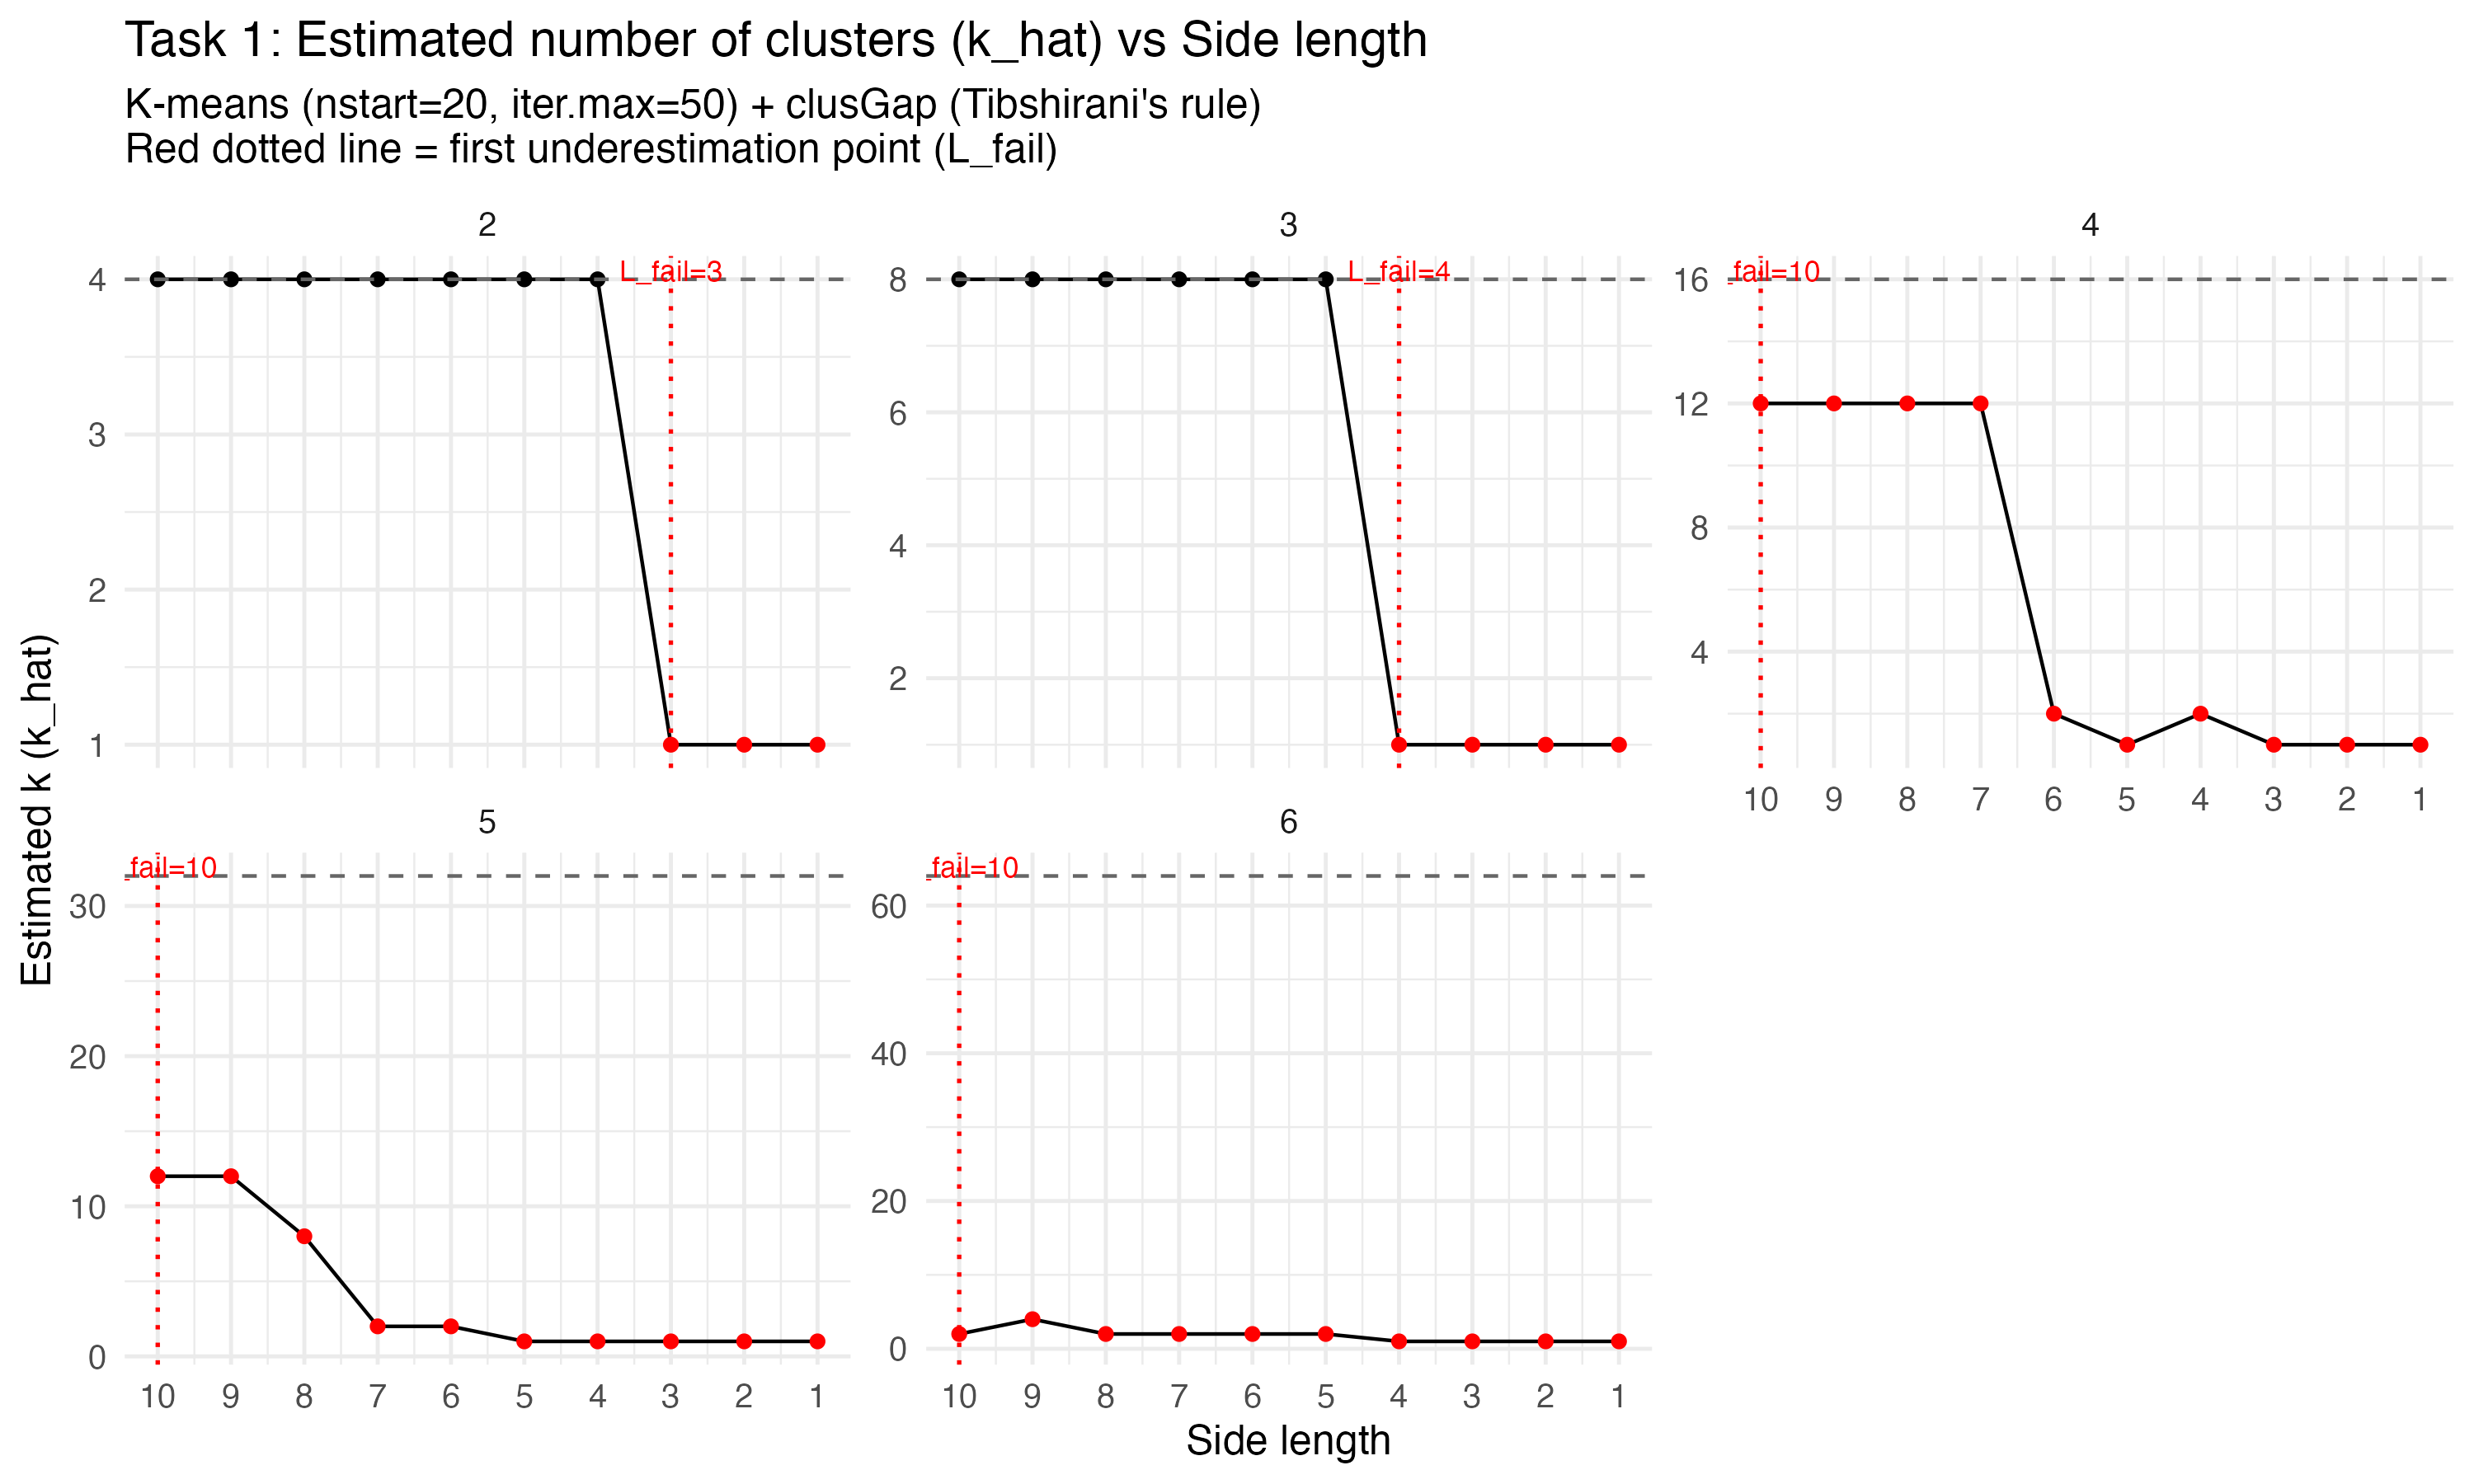 Task 1: Estimated number of clusters (k_hat) vs Side length
K-means (nstart=20, iter.max=50) + clusGap (Tibshirani's rule)
Red dotted line = first underestimation point (L_fail)
2
3
4
L_fail=3
L_fail=4
_fail=10
4
3
2
1
8
6
4
2
16
12
8
4
10 9 8 7 6 5 4 3 2 1
5
6
_fail=10
_fail=10
30
20
10
0
60
40
20
0
10 9 8 7 6 5 4 3 2 1
10 9 8 7 6 5 4 3 2 1
Estimated k (k_hat)
Side length